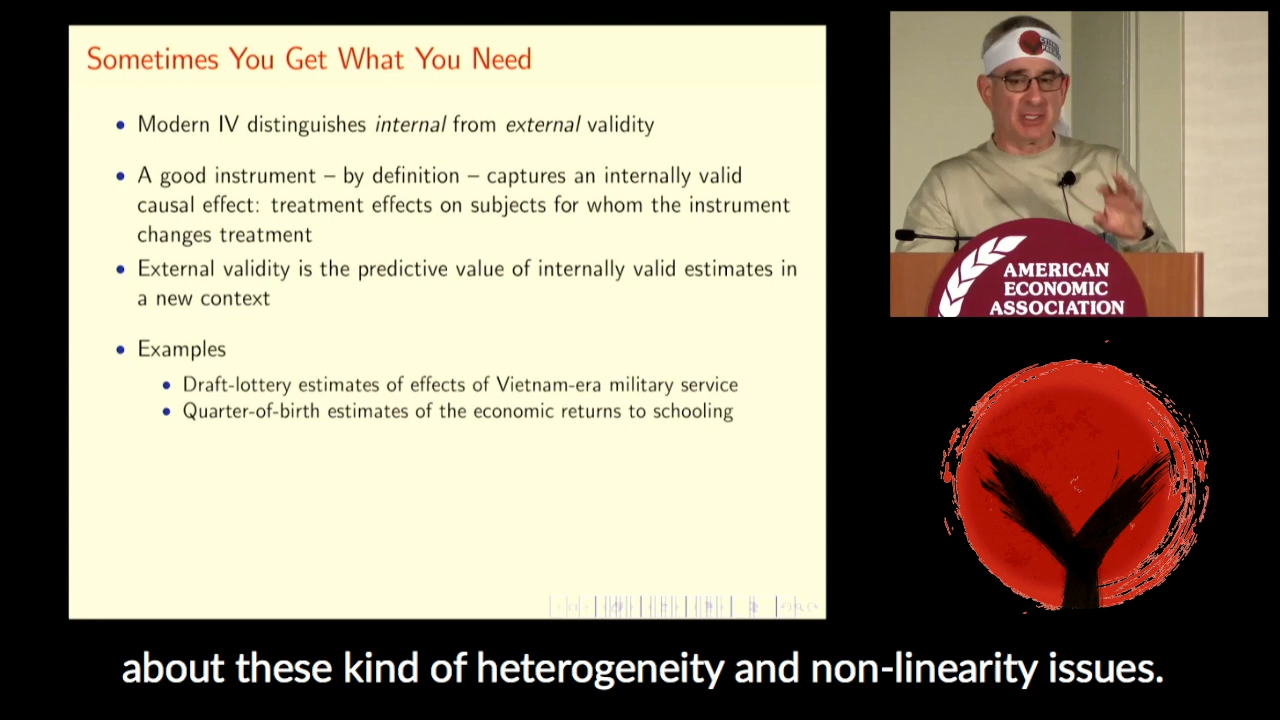 Sometimes You Get What You Need
• Modern IV distinguishes internal from external validity
• A good instrument – by definition – captures an internally valid
causal effect: treatment effects on subjects for whom the instrument
changes treatment
• External validity is the predictive value of internally valid estimates in
a new context
• Examples
• Draft-lottery estimates of effects of Vietnam-era military service
• Quarter-of-birth estimates of the economic returns to schooling
AMERICAN
ECONOMIC
ASSOCIATION
about these kind of heterogeneity and non-linearity issues.